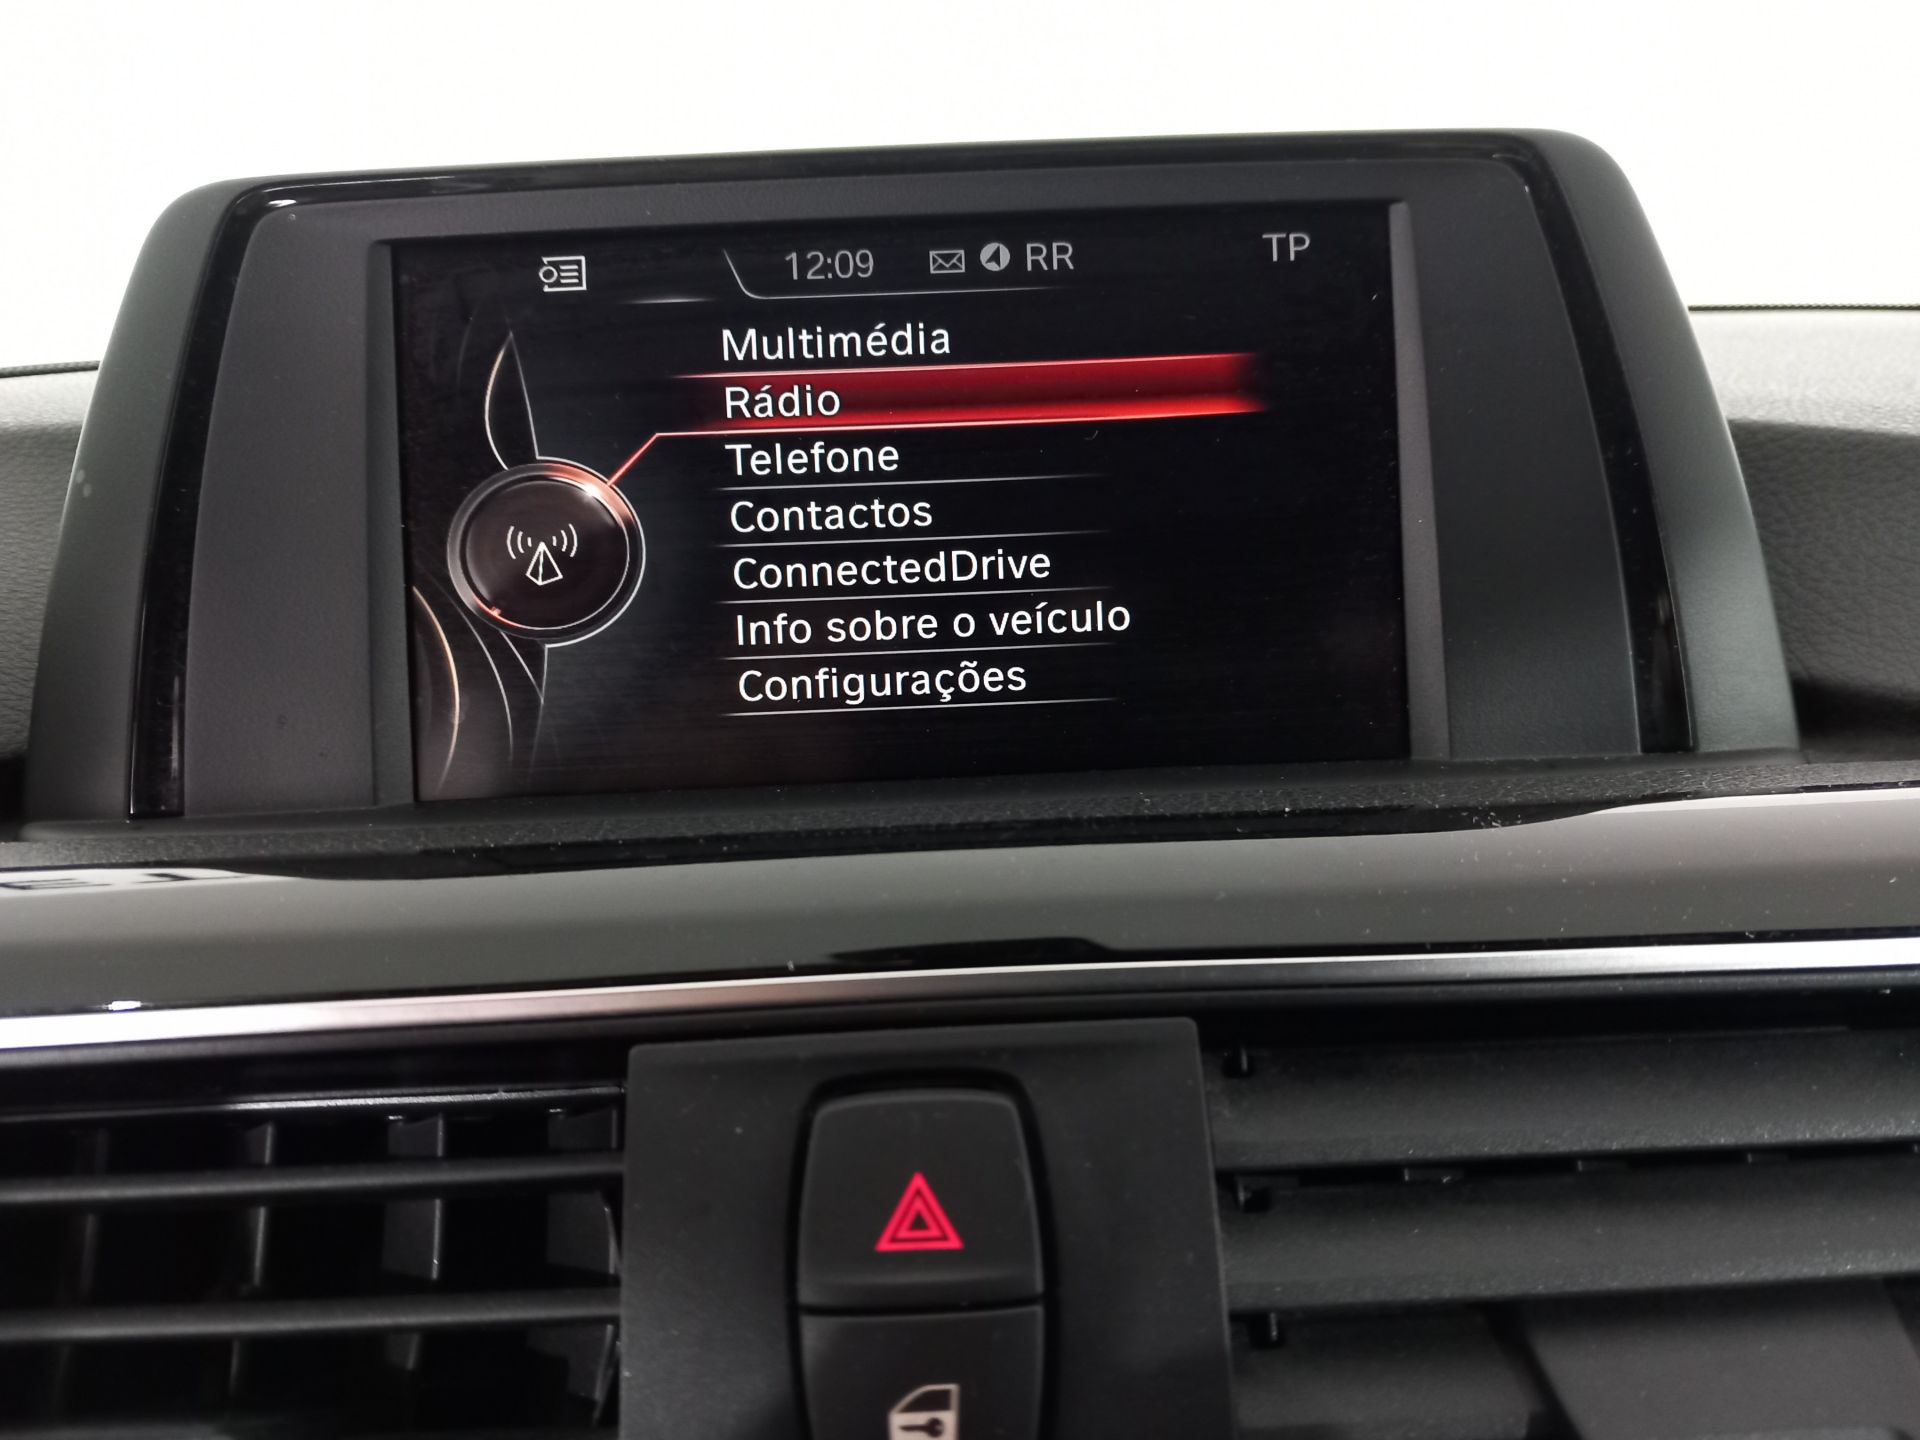 12:09 RR TP
Multimédia
Rádio
Telefone
Contactos
ConnectedDrive
Info sobre o veículo
Configurações